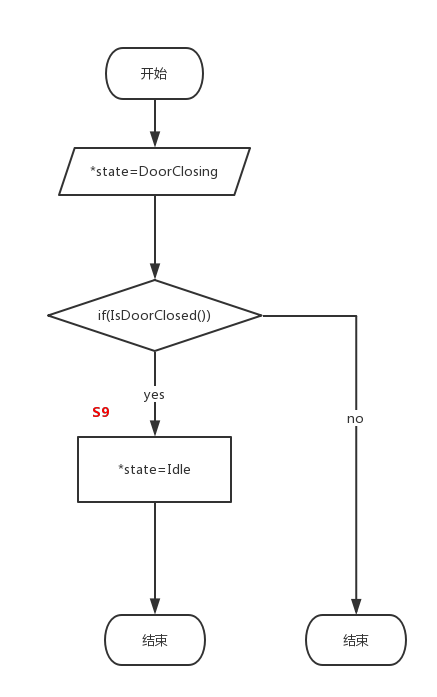 开始
*state=DoorClosing
if(IsDoorClosed())
yes
S9
no
*state=Idle
结束
结束